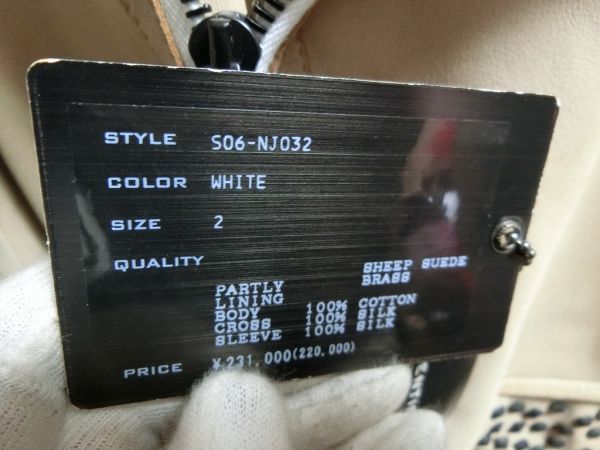 STYLE S06-NJ032
COLOR WHITE
SIZE 2
QUALITY SHEEP SUEDE
PARTLY BRASS
LINING
BODY 100% COTTON
CROSS 100% SILK
SLEEVE 100% SILK
PRICE ¥231,000(220,000)